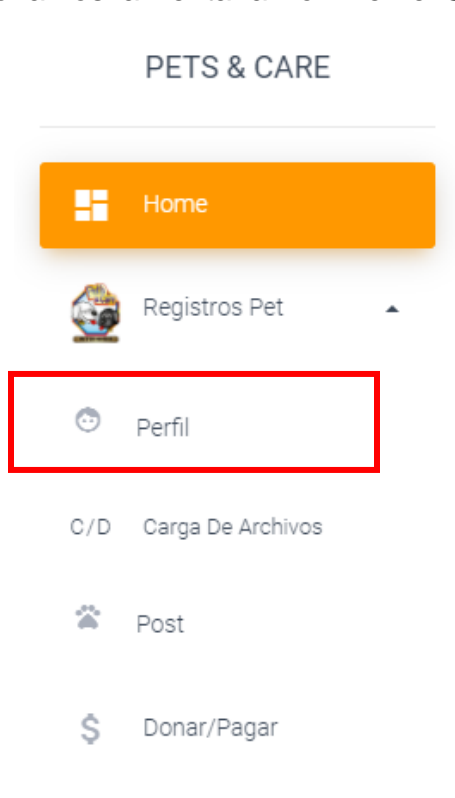 PETS & CARE
Home
Registros Pet
Perfil
C/D Carga De Archivos
Post
$ Donar/Pagar